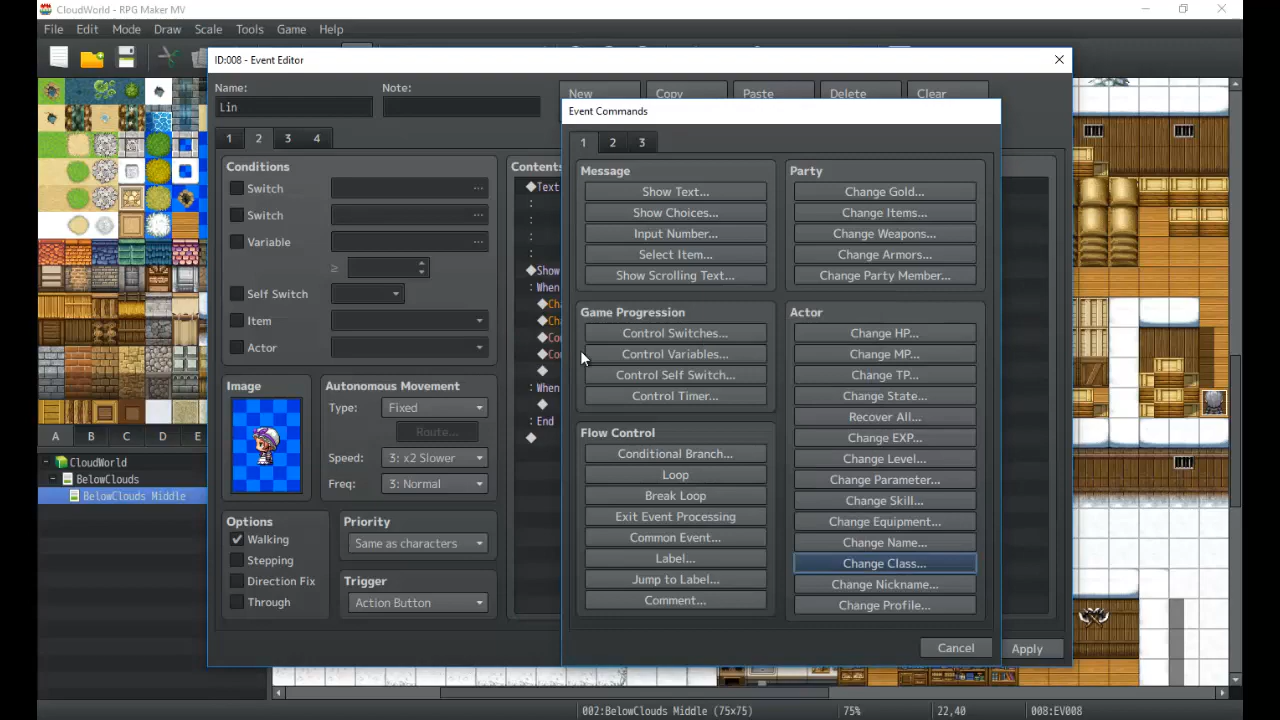 CloudWorld - RPG Maker MV
File Edit Mode Draw Scale Tools Game Help
ID:008 - Event Editor
Name: Note:
Lin
New Copy Paste Delete Clear
1 2 3 4
Conditions
Switch ...
Switch ...
Variable ...
≥
Self Switch
Item
Actor
Image
Autonomous Movement
Type: Fixed
Route...
Speed: 3: x2 Slower
Freq: 3: Normal
Options
Walking
Stepping
Direction Fix
Through
Priority
Same as characters
Trigger
Action Button
Contents
◆Text
:
:
:
:
◆Show
: When
◆Cha
◆Cha
◆Con
◆Con
◆
: When
◆
: End
◆
Event Commands
1 2 3
Message
Show Text...
Show Choices...
Input Number...
Select Item...
Show Scrolling Text...
Game Progression
Control Switches...
Control Variables...
Control Self Switch...
Control Timer...
Flow Control
Conditional Branch...
Loop
Break Loop
Exit Event Processing
Common Event...
Label...
Jump to Label...
Comment...
Party
Change Gold...
Change Items...
Change Weapons...
Change Armors...
Change Party Member...
Actor
Change HP...
Change MP...
Change TP...
Change State...
Recover All...
Change EXP...
Change Level...
Change Parameter...
Change Skill...
Change Equipment...
Change Name...
Change Class...
Change Nickname...
Change Profile...
Cancel
Apply
A B C D E
CloudWorld
BelowClouds
BelowClouds Middle
002:BelowClouds Middle (75x75) 75% 22,40 008:EV008